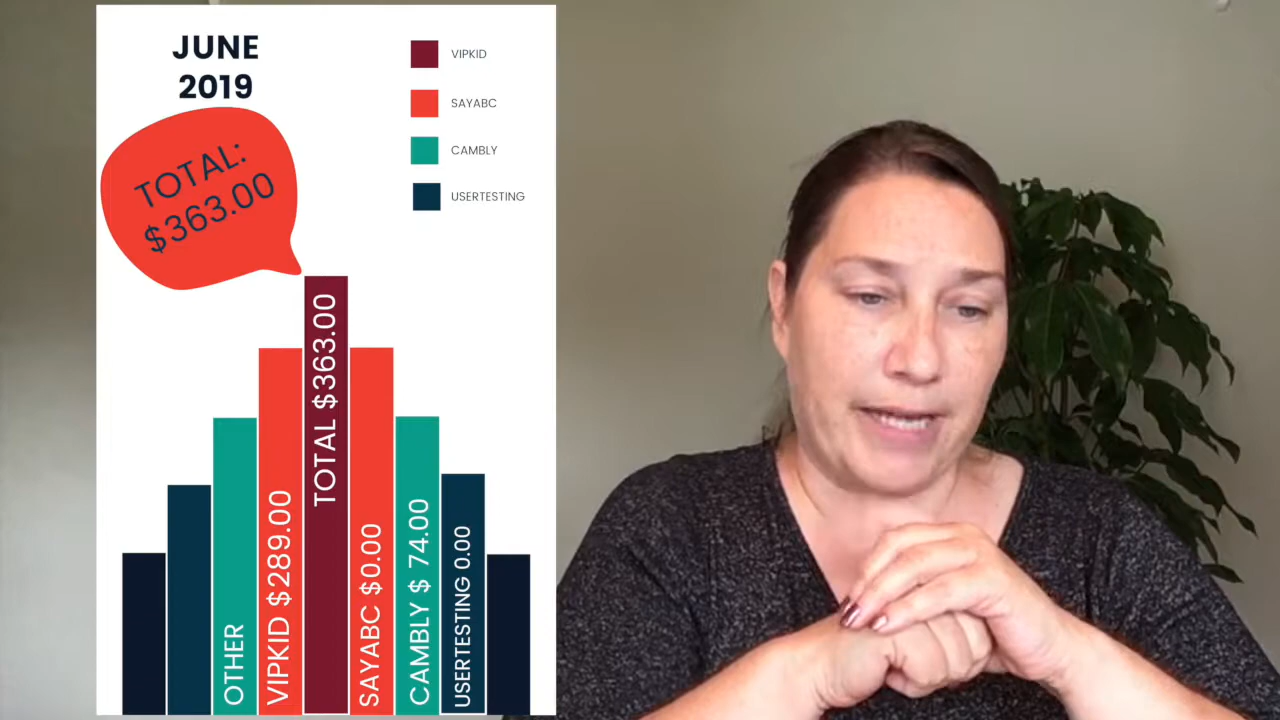 JUNE
2019
TOTAL:
$363.00
VIPKID
SAYABC
CAMBLY
USERTESTING
OTHER
VIPKID $289.00
TOTAL $363.00
SAYABC $0.00
CAMBLY $ 74.00
USERTESTING 0.00